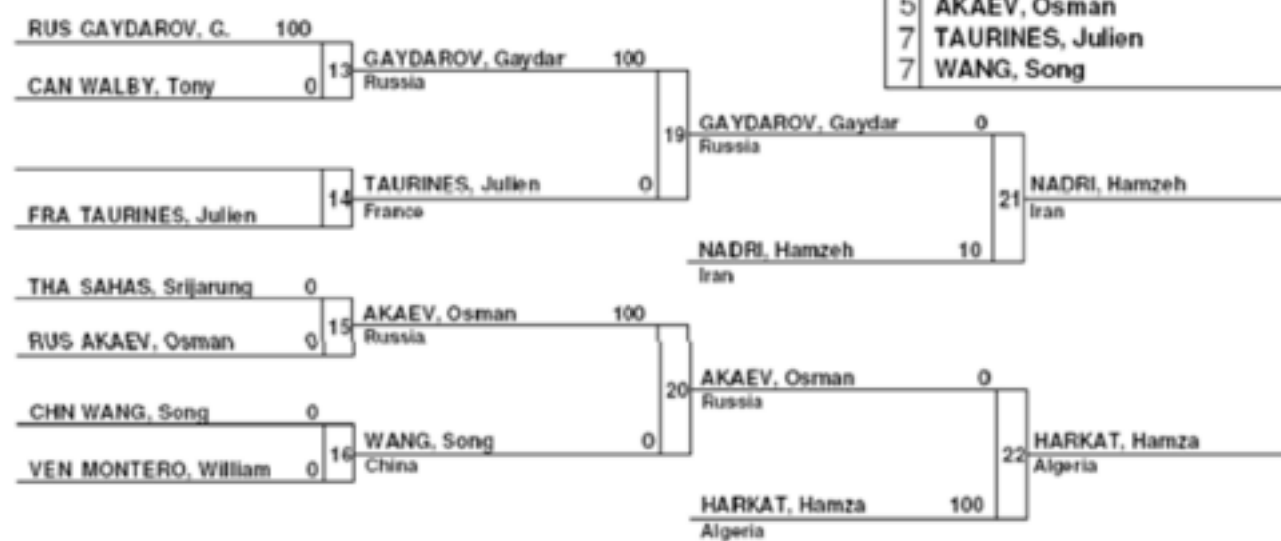 5 AKAEV, Osman
7 TAURINES, Julien
7 WANG, Song
RUS GAYDAROV, G. 100
CAN WALBY, Tony 0
13
GAYDAROV, Gaydar 100
Russia
FRA TAURINES, Julien
14
TAURINES, Julien 0
France
19
GAYDAROV, Gaydar 0
Russia
NADRI, Hamzeh 10
Iran
21
NADRI, Hamzeh
Iran
THA SAHAS, Srijarung 0
RUS AKAEV, Osman 0
15
AKAEV, Osman 100
Russia
CHN WANG, Song 0
VEN MONTERO, William 0
16
WANG, Song 0
China
20
AKAEV, Osman 0
Russia
HARKAT, Hamza 100
Algeria
22
HARKAT, Hamza
Algeria